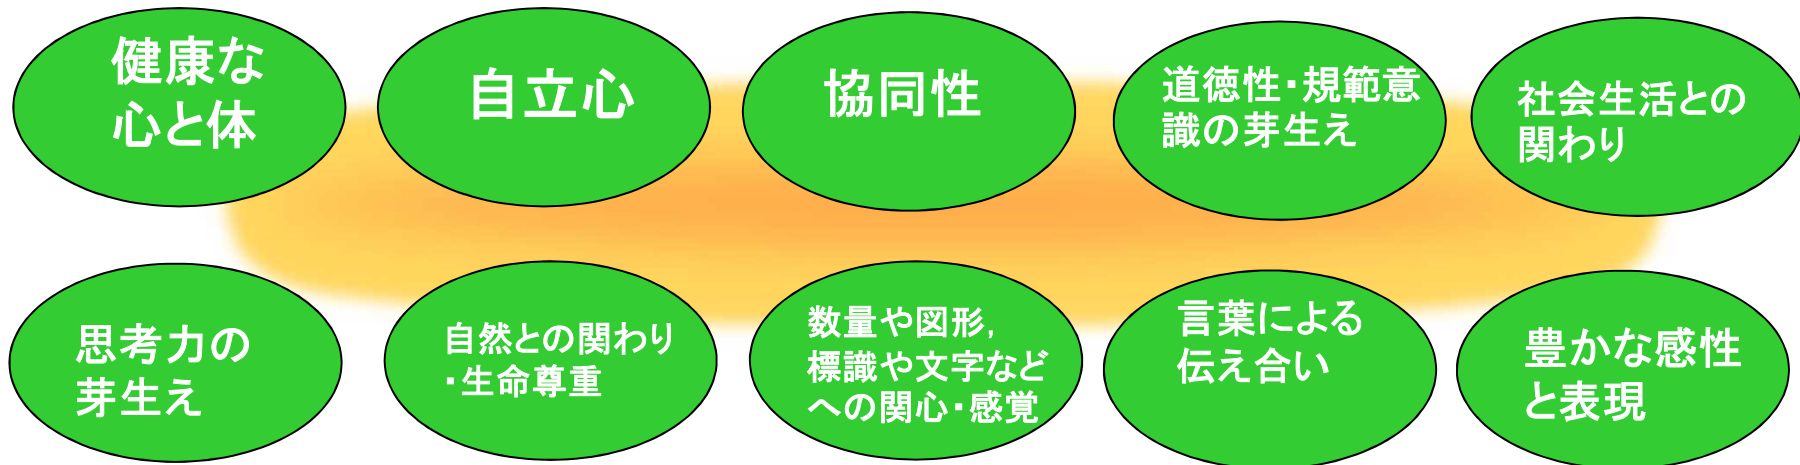 健康な
心と体
自立心
協同性
道徳性・規範意
識の芽生え
社会生活との
関わり
思考力の
芽生え
自然との関わり
・生命尊重
数量や図形，
標識や文字など
への関心・感覚
言葉による
伝え合い
豊かな感性
と表現